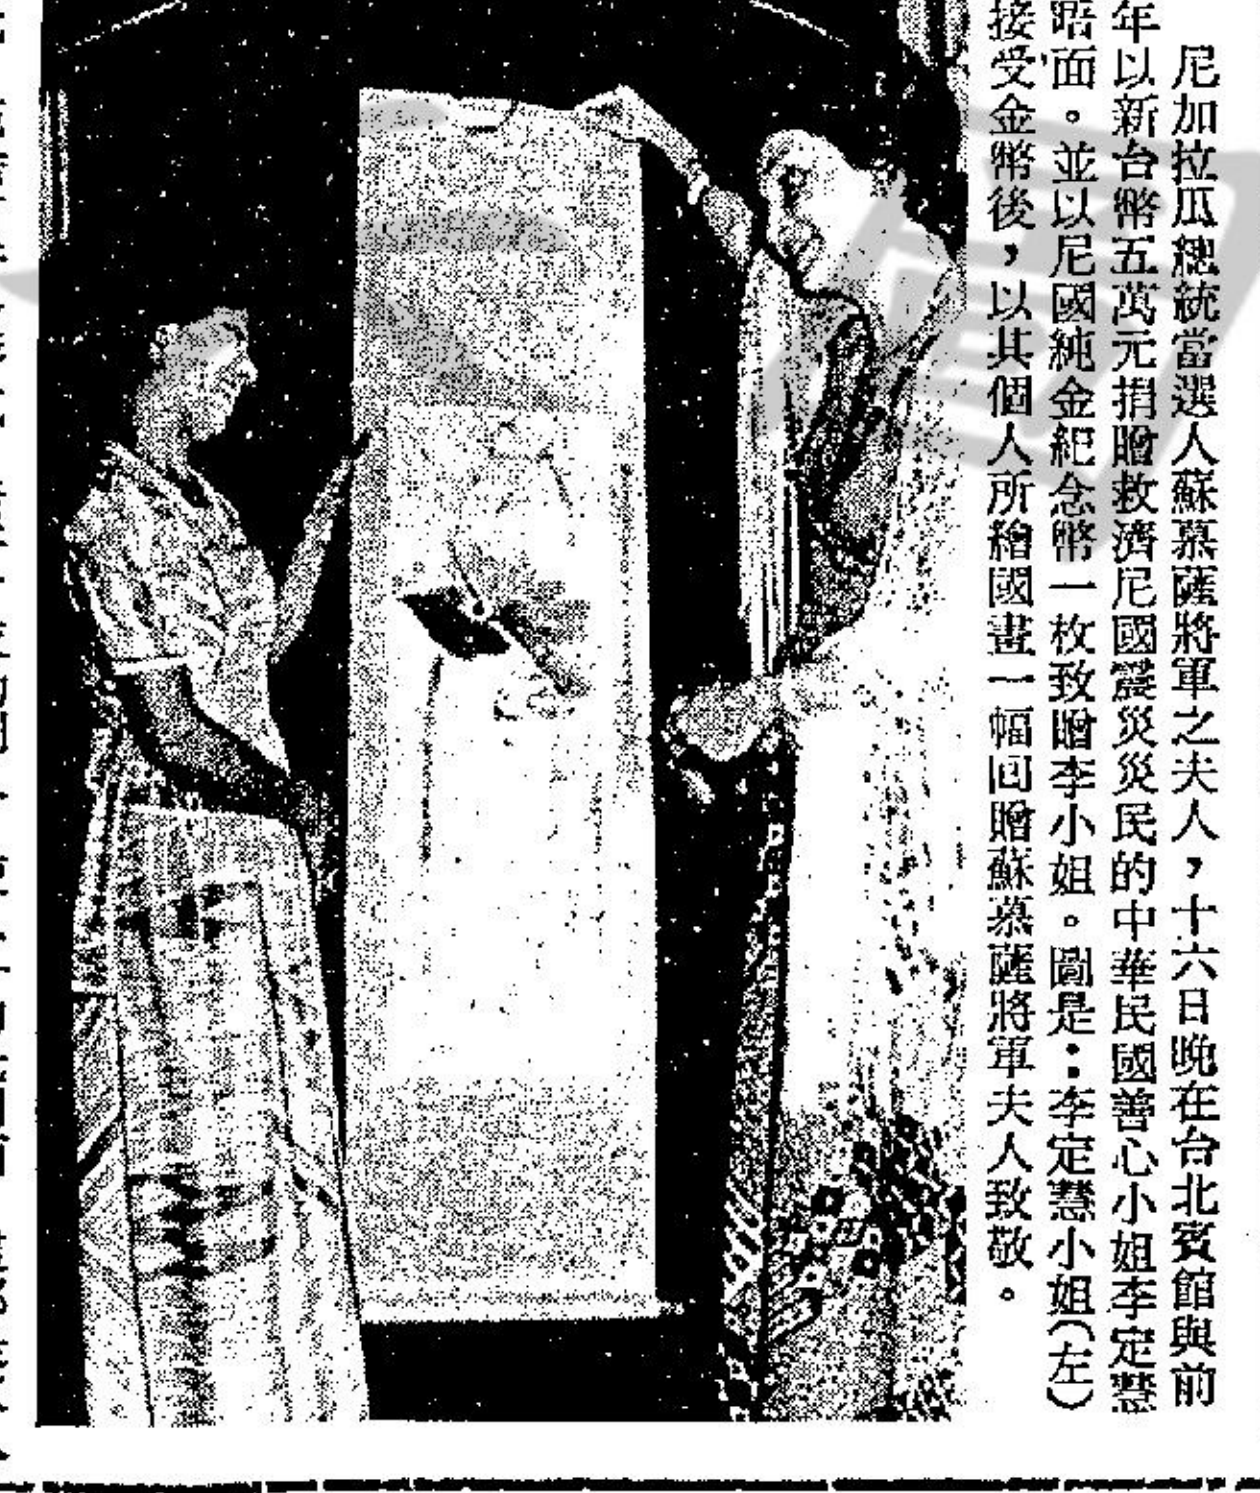 尼加拉瓜總統當選人蘇慕薩將軍之夫人，十六日晚在台北賓館與前
年以新台幣五萬元捐贈救濟尼國震災災民的中華民國善心小姐李定慧
晤面。並以尼國純金紀念幣一枚致贈李小姐。圖是：李定慧小姐（左）
接受金幣後，以其個人所繪國畫一幅回贈蘇慕薩將軍夫人致敬。